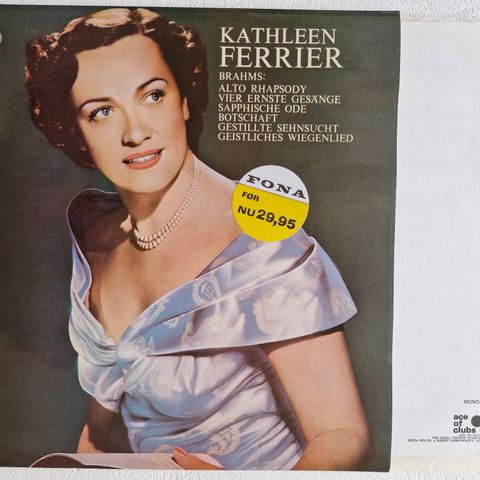 KATHLEEN
FERRIER
BRAHMS:
ALTO RHAPSODY
VIER ERNSTE GESÄNGE
SAPPHISCHE ODE
BOTSCHAFT
GESTILLTE SEHNSUCHT
GEISTLICHES WIEGENLIED
FONA
FØR
NU 29,95
MONO
ace
of
clubs